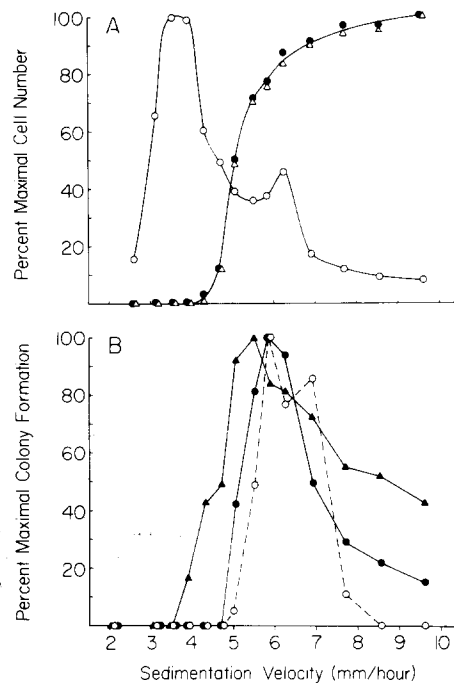 A
Percent Maximal Cell Number
100
80
60
40
20
B
Percent Maximal Colony Formation
100
80
60
40
20
2 3 4 5 6 7 8 9 10
Sedimentation Velocity (mm/hour)